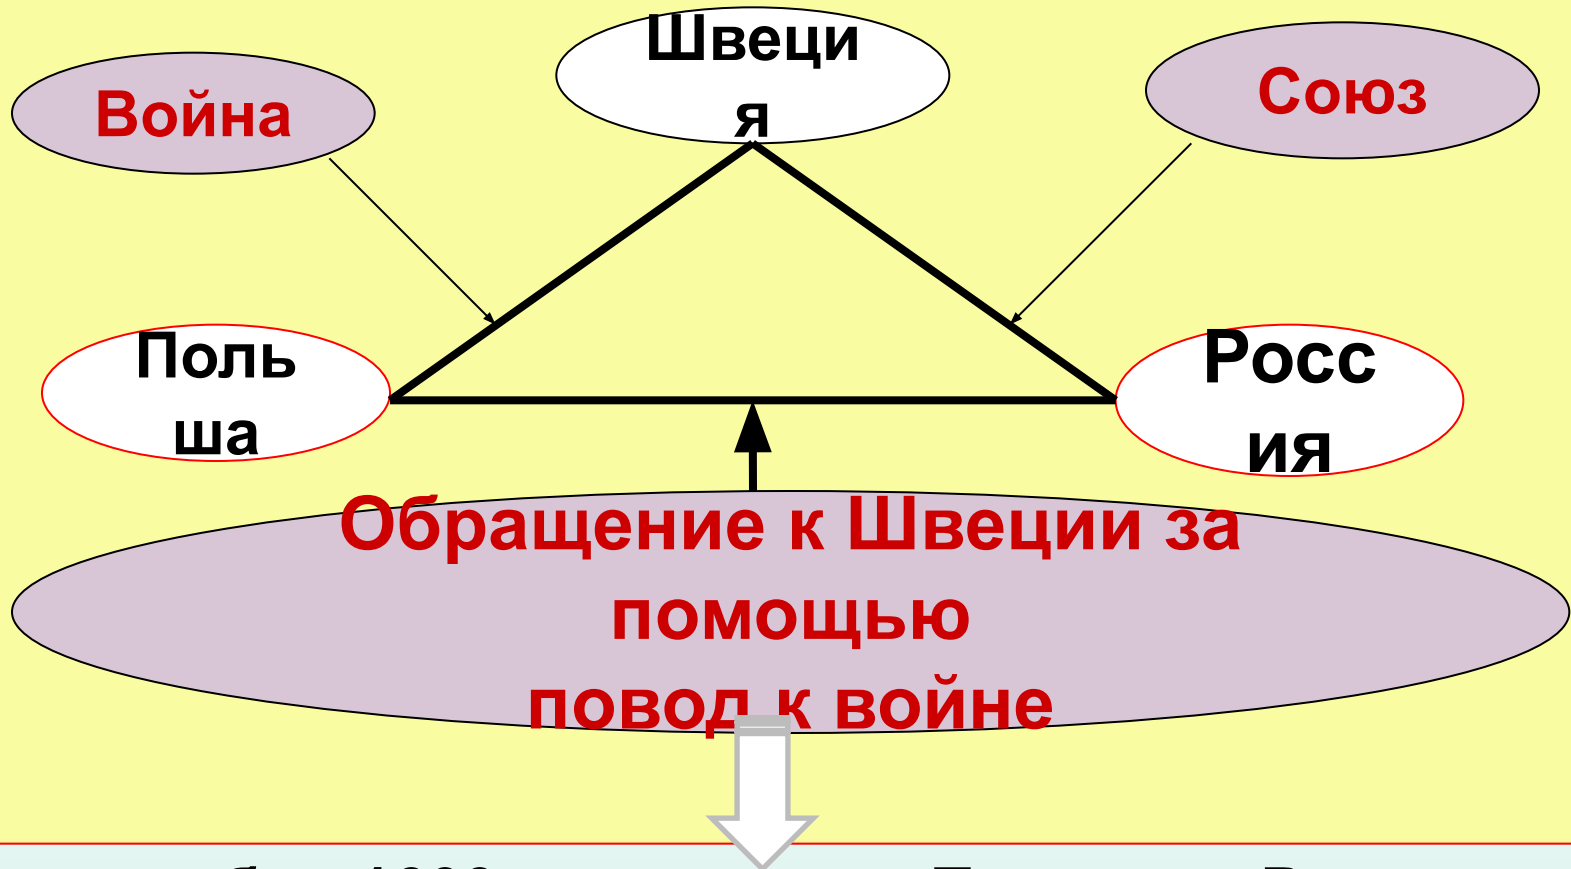 Швеци
я
Война
Союз
Поль
ша
Росс
ия
Обращение к Швеции за
помощью
повод к войне